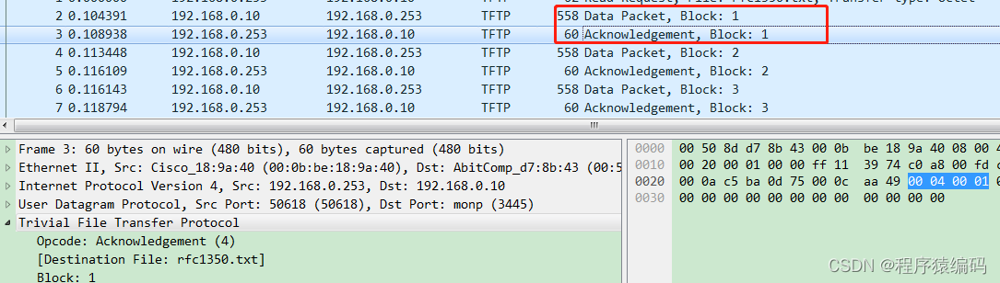 2 0.104391 192.168.0.10 192.168.0.253 TFTP 558 Data Packet, Block: 1
3 0.108938 192.168.0.253 192.168.0.10 TFTP 60 Acknowledgement, Block: 1
4 0.113448 192.168.0.10 192.168.0.253 TFTP 558 Data Packet, Block: 2
5 0.116109 192.168.0.253 192.168.0.10 TFTP 60 Acknowledgement, Block: 2
6 0.116143 192.168.0.10 192.168.0.253 TFTP 558 Data Packet, Block: 3
7 0.118794 192.168.0.253 192.168.0.10 TFTP 60 Acknowledgement, Block: 3
Frame 3: 60 bytes on wire (480 bits), 60 bytes captured (480 bits)
Ethernet II, Src: Cisco_18:9a:40 (00:0b:be:18:9a:40), Dst: AbitComp_d7:8b:43 (00:5
Internet Protocol Version 4, Src: 192.168.0.253, Dst: 192.168.0.10
User Datagram Protocol, Src Port: 50618 (50618), Dst Port: monp (3445)
Trivial File Transfer Protocol
Opcode: Acknowledgement (4)
[Destination File: rfc1350.txt]
Block: 1
0000 00 50 8d d7 8b 43 00 0b be 18 9a 40 08 00
0010 00 20 00 01 00 00 ff 11 39 74 c0 a8 00 fd
0020 00 0a c5 ba 0d 75 00 0c aa 49 00 04 00 01
0030 00 00 00 00 00 00 00 00 00 00 00 00
CSDN @程序猿编码